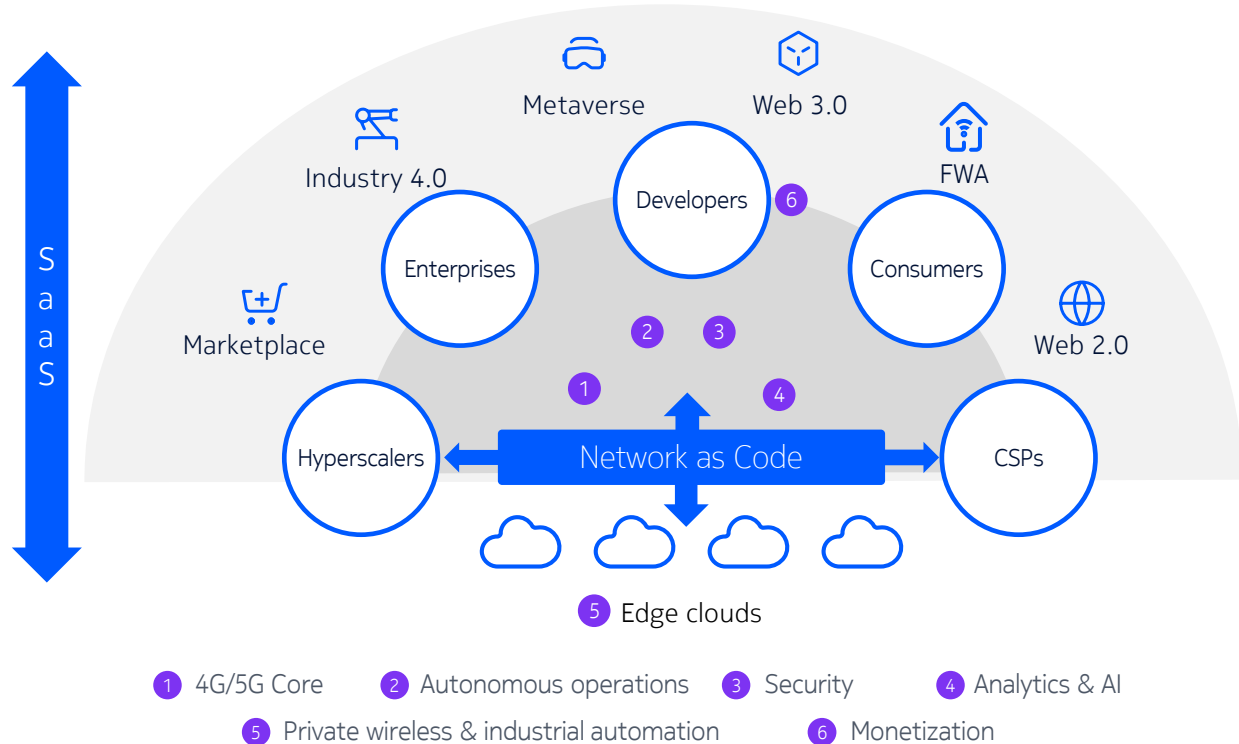 SaaS
Metaverse
Web 3.0
Industry 4.0
FWA
Developers
6
Enterprises
Consumers
Marketplace
Web 2.0
2
3
1
4
Hyperscalers
Network as Code
CSPs
5 Edge clouds
1 4G/5G Core
2 Autonomous operations
3 Security
4 Analytics & AI
5 Private wireless & industrial automation
6 Monetization